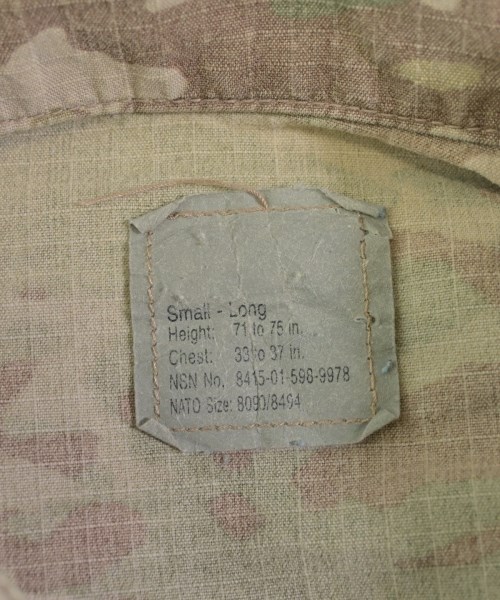 Small - Long
Height: 71 to 75 in.
Chest: 33 to 37 in.
NSN No. 8415-01-598-9978
NATO Size: 8090/8494